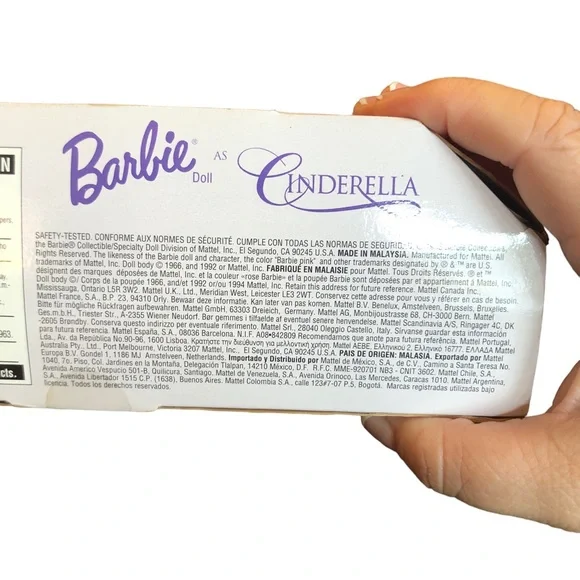 Barbie® Doll AS CINDERELLA
SAFETY-TESTED. CONFORME AUX NORMES DE SÉCURITÉ. CUMPLE CON TODAS LAS NORMAS DE SEGURID
the Barbie® Collectible/Specialty Doll Division of Mattel, Inc., El Segundo, CA 90245 U.S.A. MADE IN MALAYSIA. Manufactured for Mattel. All
Rights Reserved. The likeness of the Barbie doll and character, the color "Barbie pink" and other trademarks designated by ® & ™ are U.S.
trademarks of Mattel, Inc. Doll body © 1966, and 1992 or Mattel, Inc. FABRIQUÉ EN MALAISIE pour Mattel. Tous Droits Réservés. ® et ™
désignent des marques déposées de Mattel, Inc. et la couleur «rose Barbie» et la poupée Barbie sont déposées par et appartiennent à Mattel, Inc.
Doll body ©/ Corps de la poupée 1966, and/et 1992 or/ou 1994 Mattel, Inc. Retain this address for future reference. Mattel Canada Inc.,
Mississauga, Ontario L5R 3W2. Mattel U.K., Ltd., Meridian West, Leicester LE3 2WT. Conservez cette adresse pour vous y référer en cas de besoin.
Mattel France, S.A., B.P. 23, 94310 Orly. Bewaar deze informatie. Kan later van pas komen. Mattel B.V. Benelux, Amstelveen, Brussels, Bruxelles.
Bitte für mögliche Rückfragen aufbewahren. Mattel GmbH, 63303 Dreieich, Germany. Mattel AG, Monbijoustrasse 68, CH-3000 Bern. Mattel
Ges.m.b.H., Triester Str., A-2355 Wiener Neudorf. Bør gemmes i tilfælde af senere brug. Mattel Scandinavia A/S, Ringager 4C, DK
-2605 Brøndby. Conserva questo indirizzo per eventuale riferimento. Mattel Srl., 28040 Oleggio Castello, Italy. Sirvanse guardar esta información
para futura referencia. Mattel España, S.A., 08036 Barcelona. N.I.F. A08-842809 Recomendamos que anote para futura referência. Mattel Portugal,
Lda., Av. da República No.90-96, 1600 Lisboa. Κρατήστε την διεύθυνση για μελλοντική χρήση. Mattel AEBE, Ελληνικού 2, Ελληνικο 16777, ΕΛΛΑΔΑ Mattel
Australia Pty., Ltd., Port Melbourne, Victoria 3207 Mattel, Inc., El Segundo, CA 90245 U.S.A. PAIS DE ORIGEN: MALASIA. Exportado por Mattel
Europa B.V. Gondel 1, 1186 MJ Amstelveen, Netherlands. Importado y Distribuido por Mattel de México, S.A., de C.V., Camino a Santa Teresa No.
1040, 7o. Piso, Col. Jardines en la Montaña, Delegación Tlalpan, 14210 México, D.F. R.F.C. MME-920701 NB3 - CNIT 3602. Mattel Chile, S.A.,
Avenida Americo Vespucio 501-B, Quilicura, Santiago. Mattel de Venezuela, S.A., Avenida Orinoco, Las Mercedes, Caracas 1010. Mattel Argentina,
S.A., Avenida Libertador 1515 C.P. (1638), Buenos Aires. Mattel Colombia S.A., calle 123#7-07 P.5, Bogotá. Marcas registradas utilizadas bajo
licencia. Todos los derechos reservados.
N
pers.
963.
cts.